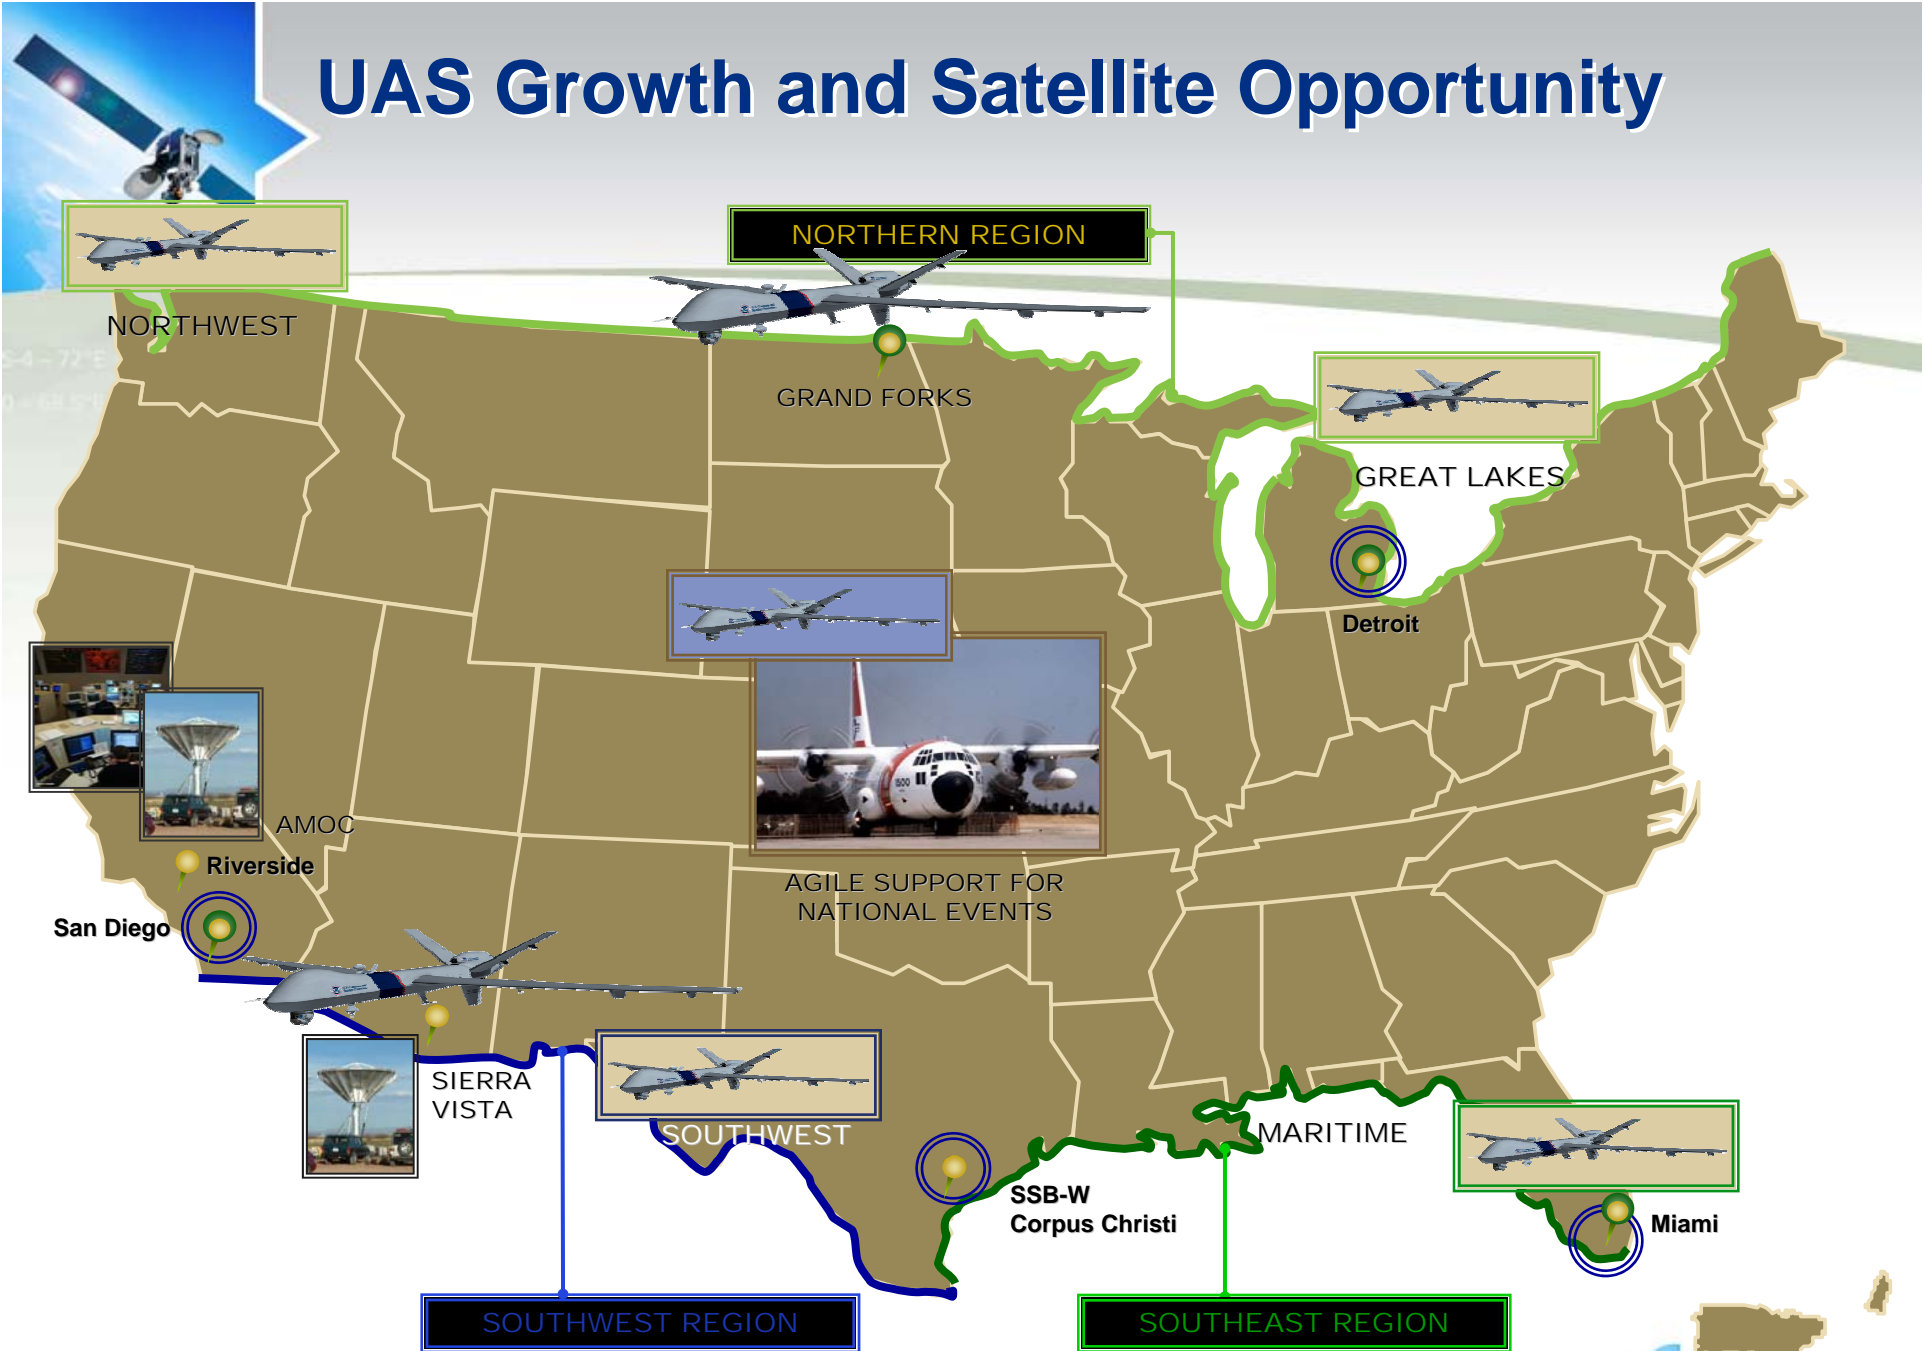 UAS Growth and Satellite Opportunity
NORTHERN REGION
NORTHWEST
GRAND FORKS
GREAT LAKES
Detroit
AMOC
Riverside
San Diego
1500
AGILE SUPPORT FOR
NATIONAL EVENTS
SIERRA
VISTA
SOUTHWEST
MARITIME
SSB-W
Corpus Christi
Miami
SOUTHWEST REGION
SOUTHEAST REGION